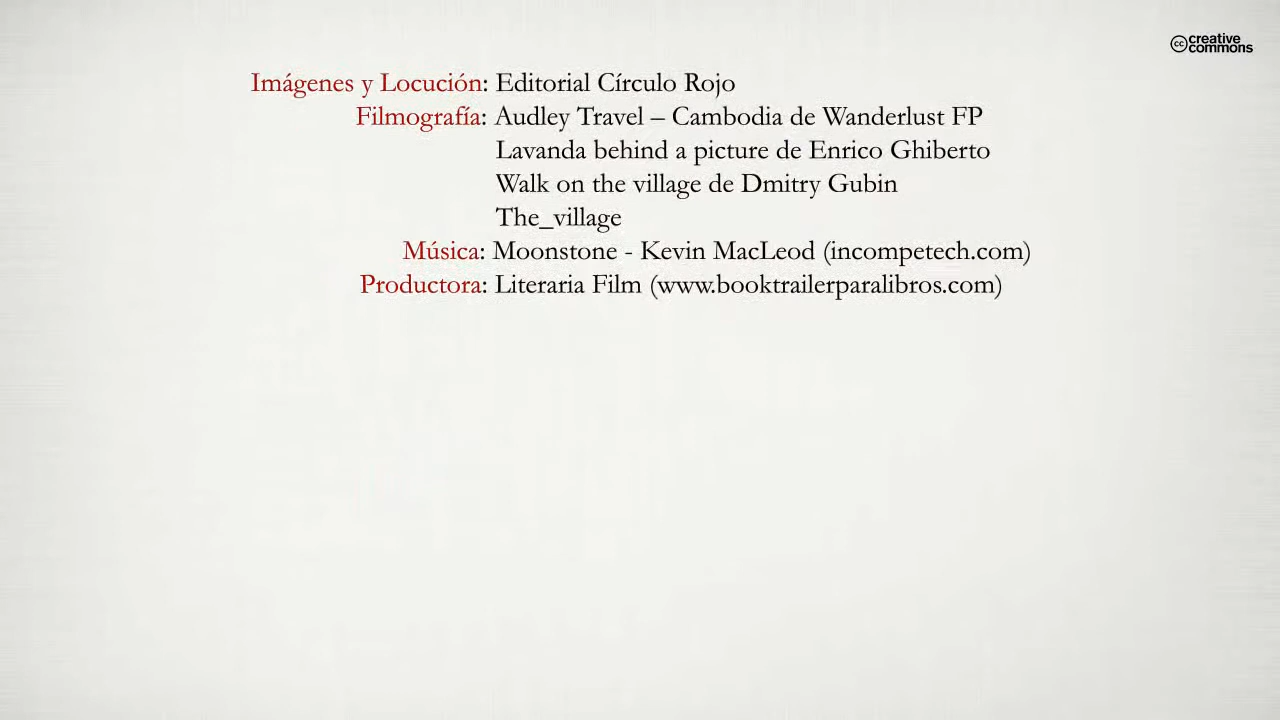 creative
commons
Imágenes y Locución: Editorial Círculo Rojo
Filmografía: Audley Travel – Cambodia de Wanderlust FP
Lavanda behind a picture de Enrico Ghiberto
Walk on the village de Dmitry Gubin
The_village
Música: Moonstone - Kevin MacLeod (incompetech.com)
Productora: Literaria Film (www.booktrailerparalibros.com)